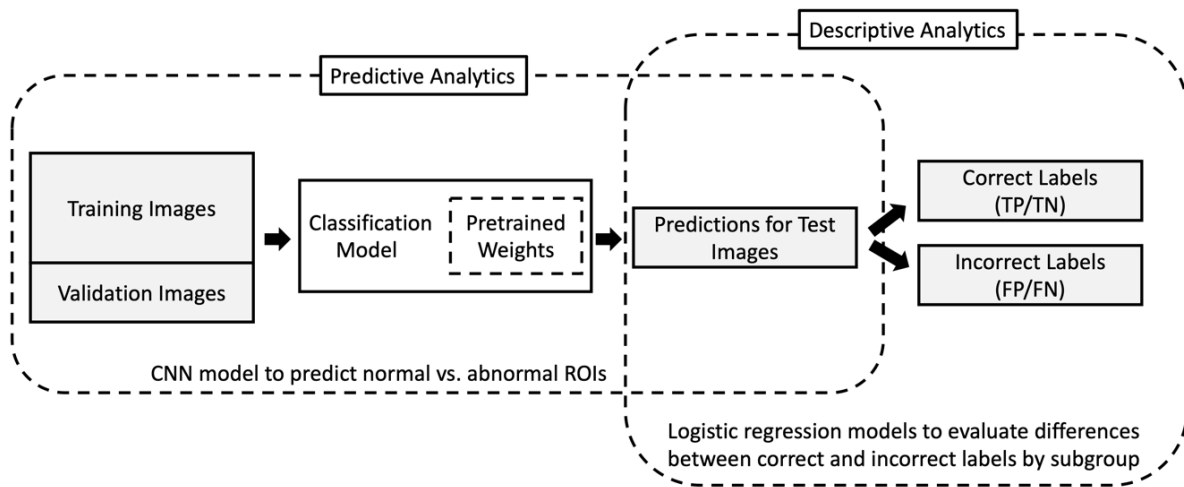 Descriptive Analytics
Predictive Analytics
Training Images
Validation Images
Classification
Model
Pretrained
Weights
Predictions for Test
Images
Correct Labels
(TP/TN)
Incorrect Labels
(FP/FN)
CNN model to predict normal vs. abnormal ROIs
Logistic regression models to evaluate differences
between correct and incorrect labels by subgroup